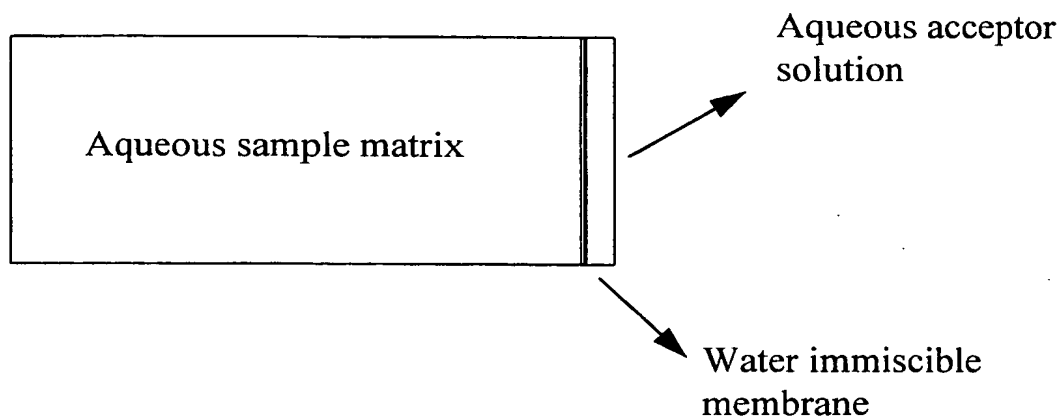 Aqueous acceptor
solution
Aqueous sample matrix
Water immiscible
membrane